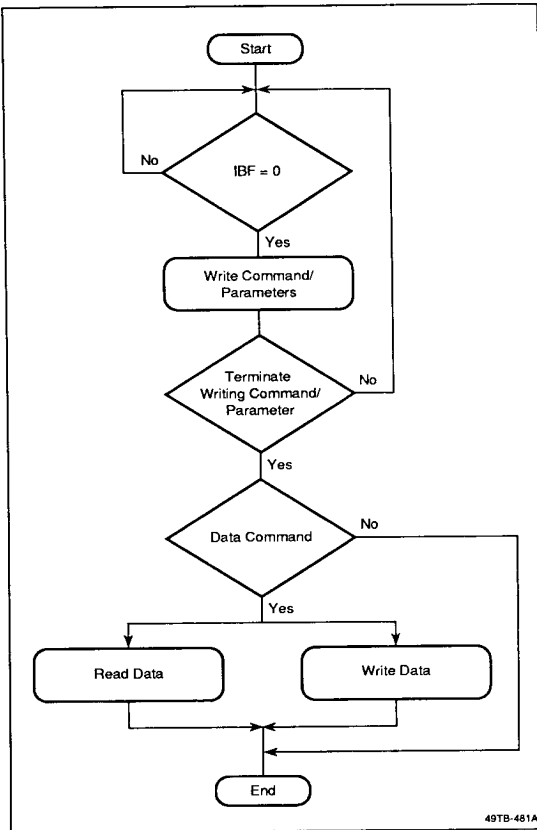 Start
No
IBF = 0
Yes
Write Command/
Parameters
Terminate
Writing Command/
Parameter
No
Yes
Data Command
No
Yes
Read Data
Write Data
End
49TB-481A